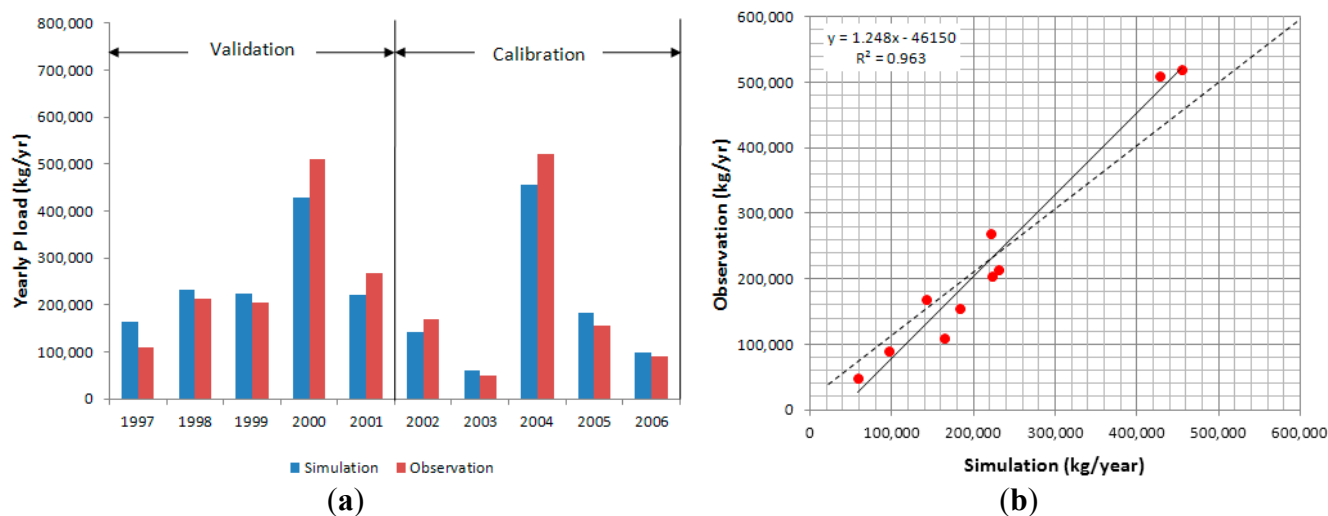 800,000
700,000
600,000
500,000
400,000
300,000
200,000
100,000
0
Yearly P load (kg/yr)
Validation
Calibration
1997 1998 1999 2000 2001 2002 2003 2004 2005 2006
Simulation Observation
(a)
600,000
500,000
400,000
300,000
200,000
100,000
0
Observation (kg/yr)
y = 1.248x - 46150
R² = 0.963
0 100,000 200,000 300,000 400,000 500,000 600,000
Simulation (kg/year)
(b)